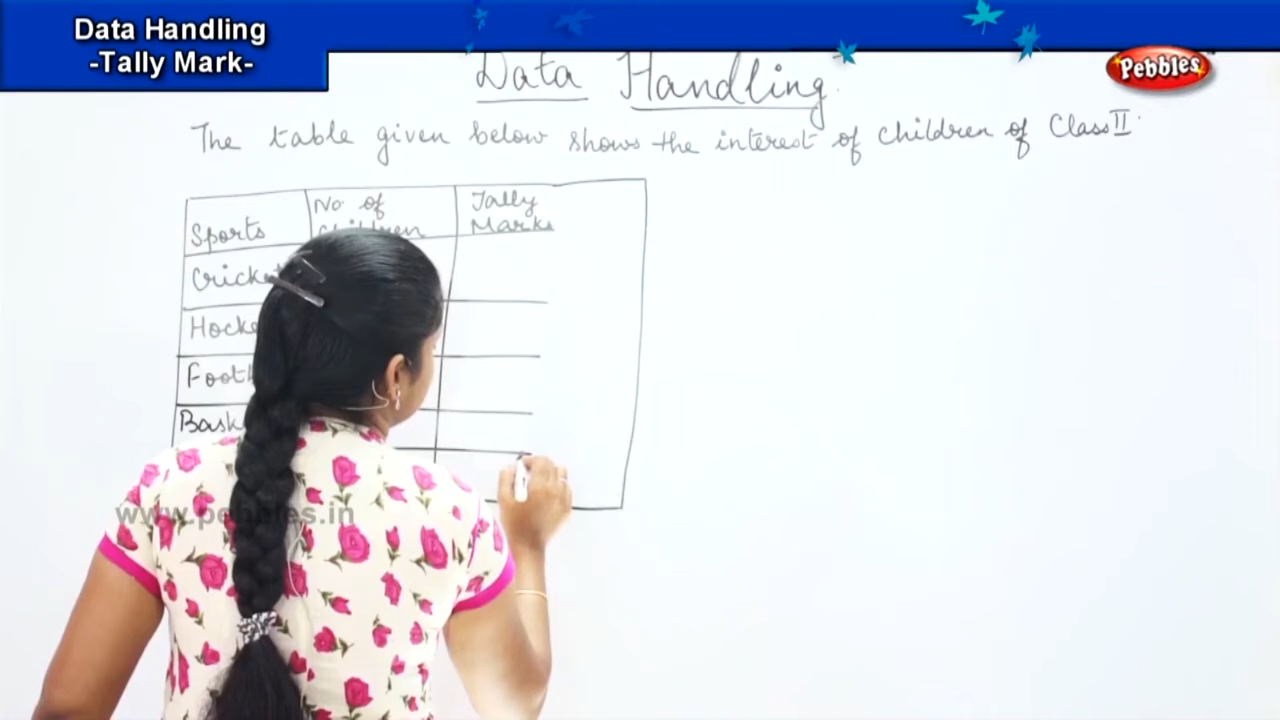 Data Handling
-Tally Mark-
Pebbles
Data Handling
The table given below shows the interest of children of Class II
Sports
No of Children
Tally Marks
www.pebbles.in